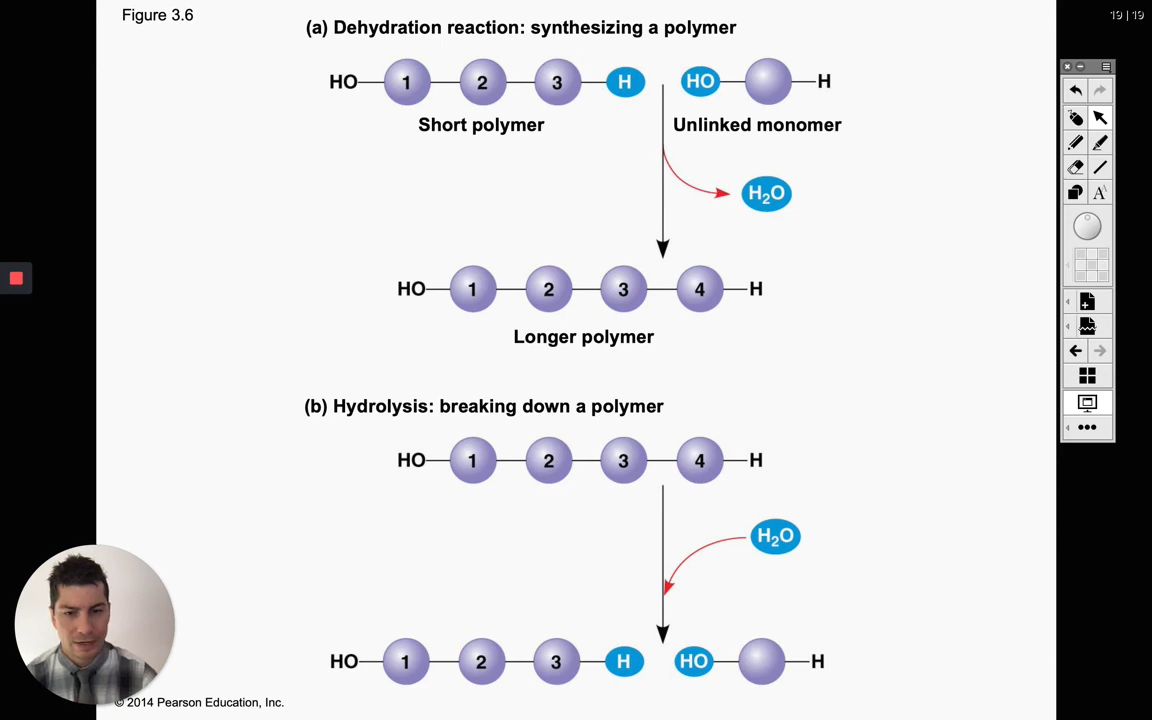 Figure 3.6
19 | 19
(a) Dehydration reaction: synthesizing a polymer
HO 1 2 3 H HO H
Short polymer Unlinked monomer
H₂O
HO 1 2 3 4 H
Longer polymer
(b) Hydrolysis: breaking down a polymer
HO 1 2 3 4 H
H₂O
HO 1 2 3 H HO H
© 2014 Pearson Education, Inc.
A